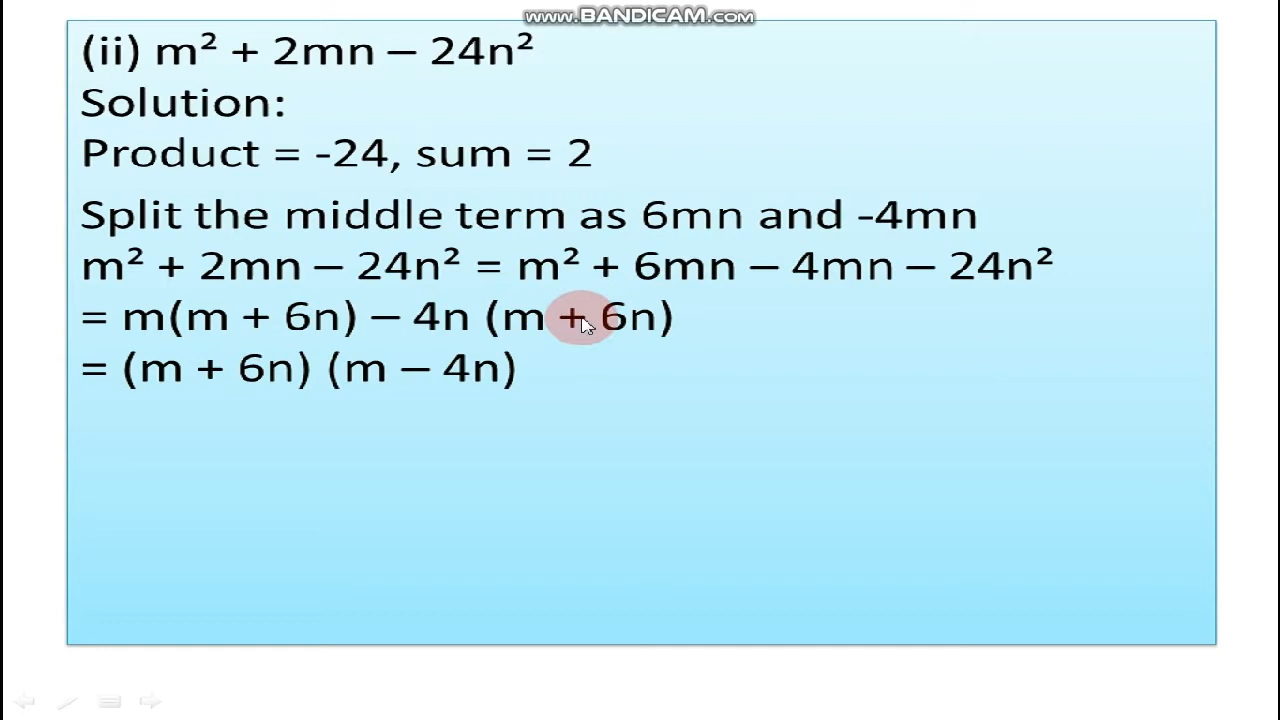 www.BANDICAM.com
(ii) m² + 2mn – 24n²
Solution:
Product = -24, sum = 2
Split the middle term as 6mn and -4mn
m² + 2mn – 24n² = m² + 6mn – 4mn – 24n²
= m(m + 6n) – 4n (m + 6n)
= (m + 6n) (m – 4n)